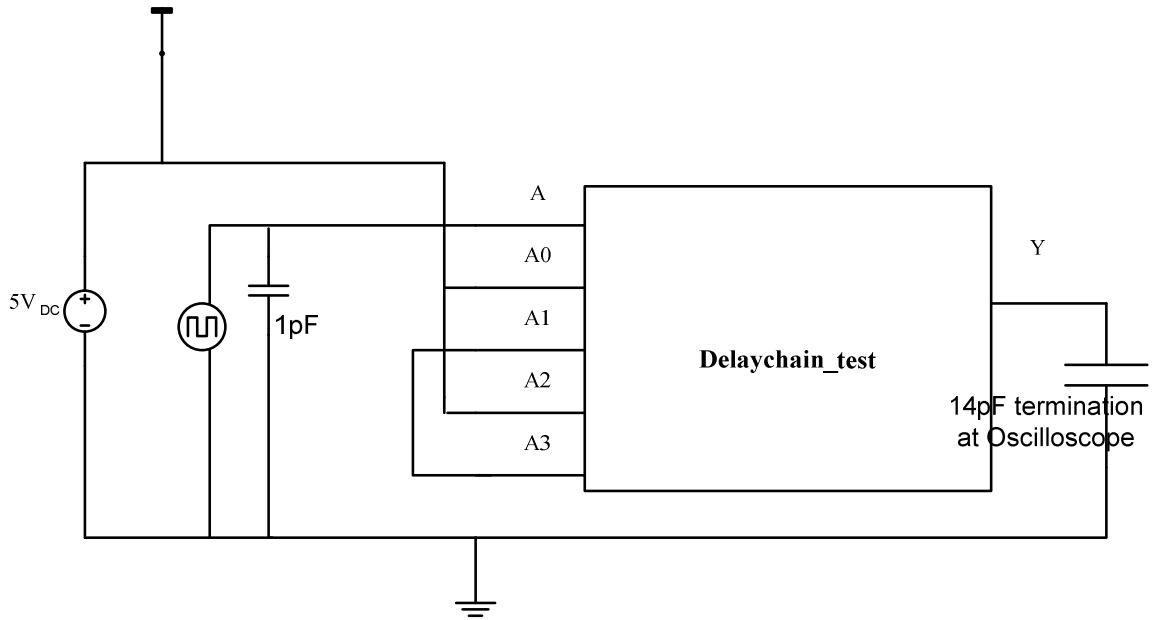 A
A0
Y
5V DC
+
−
1pF
A1
Delaychain_test
A2
14pF termination
at Oscilloscope
A3